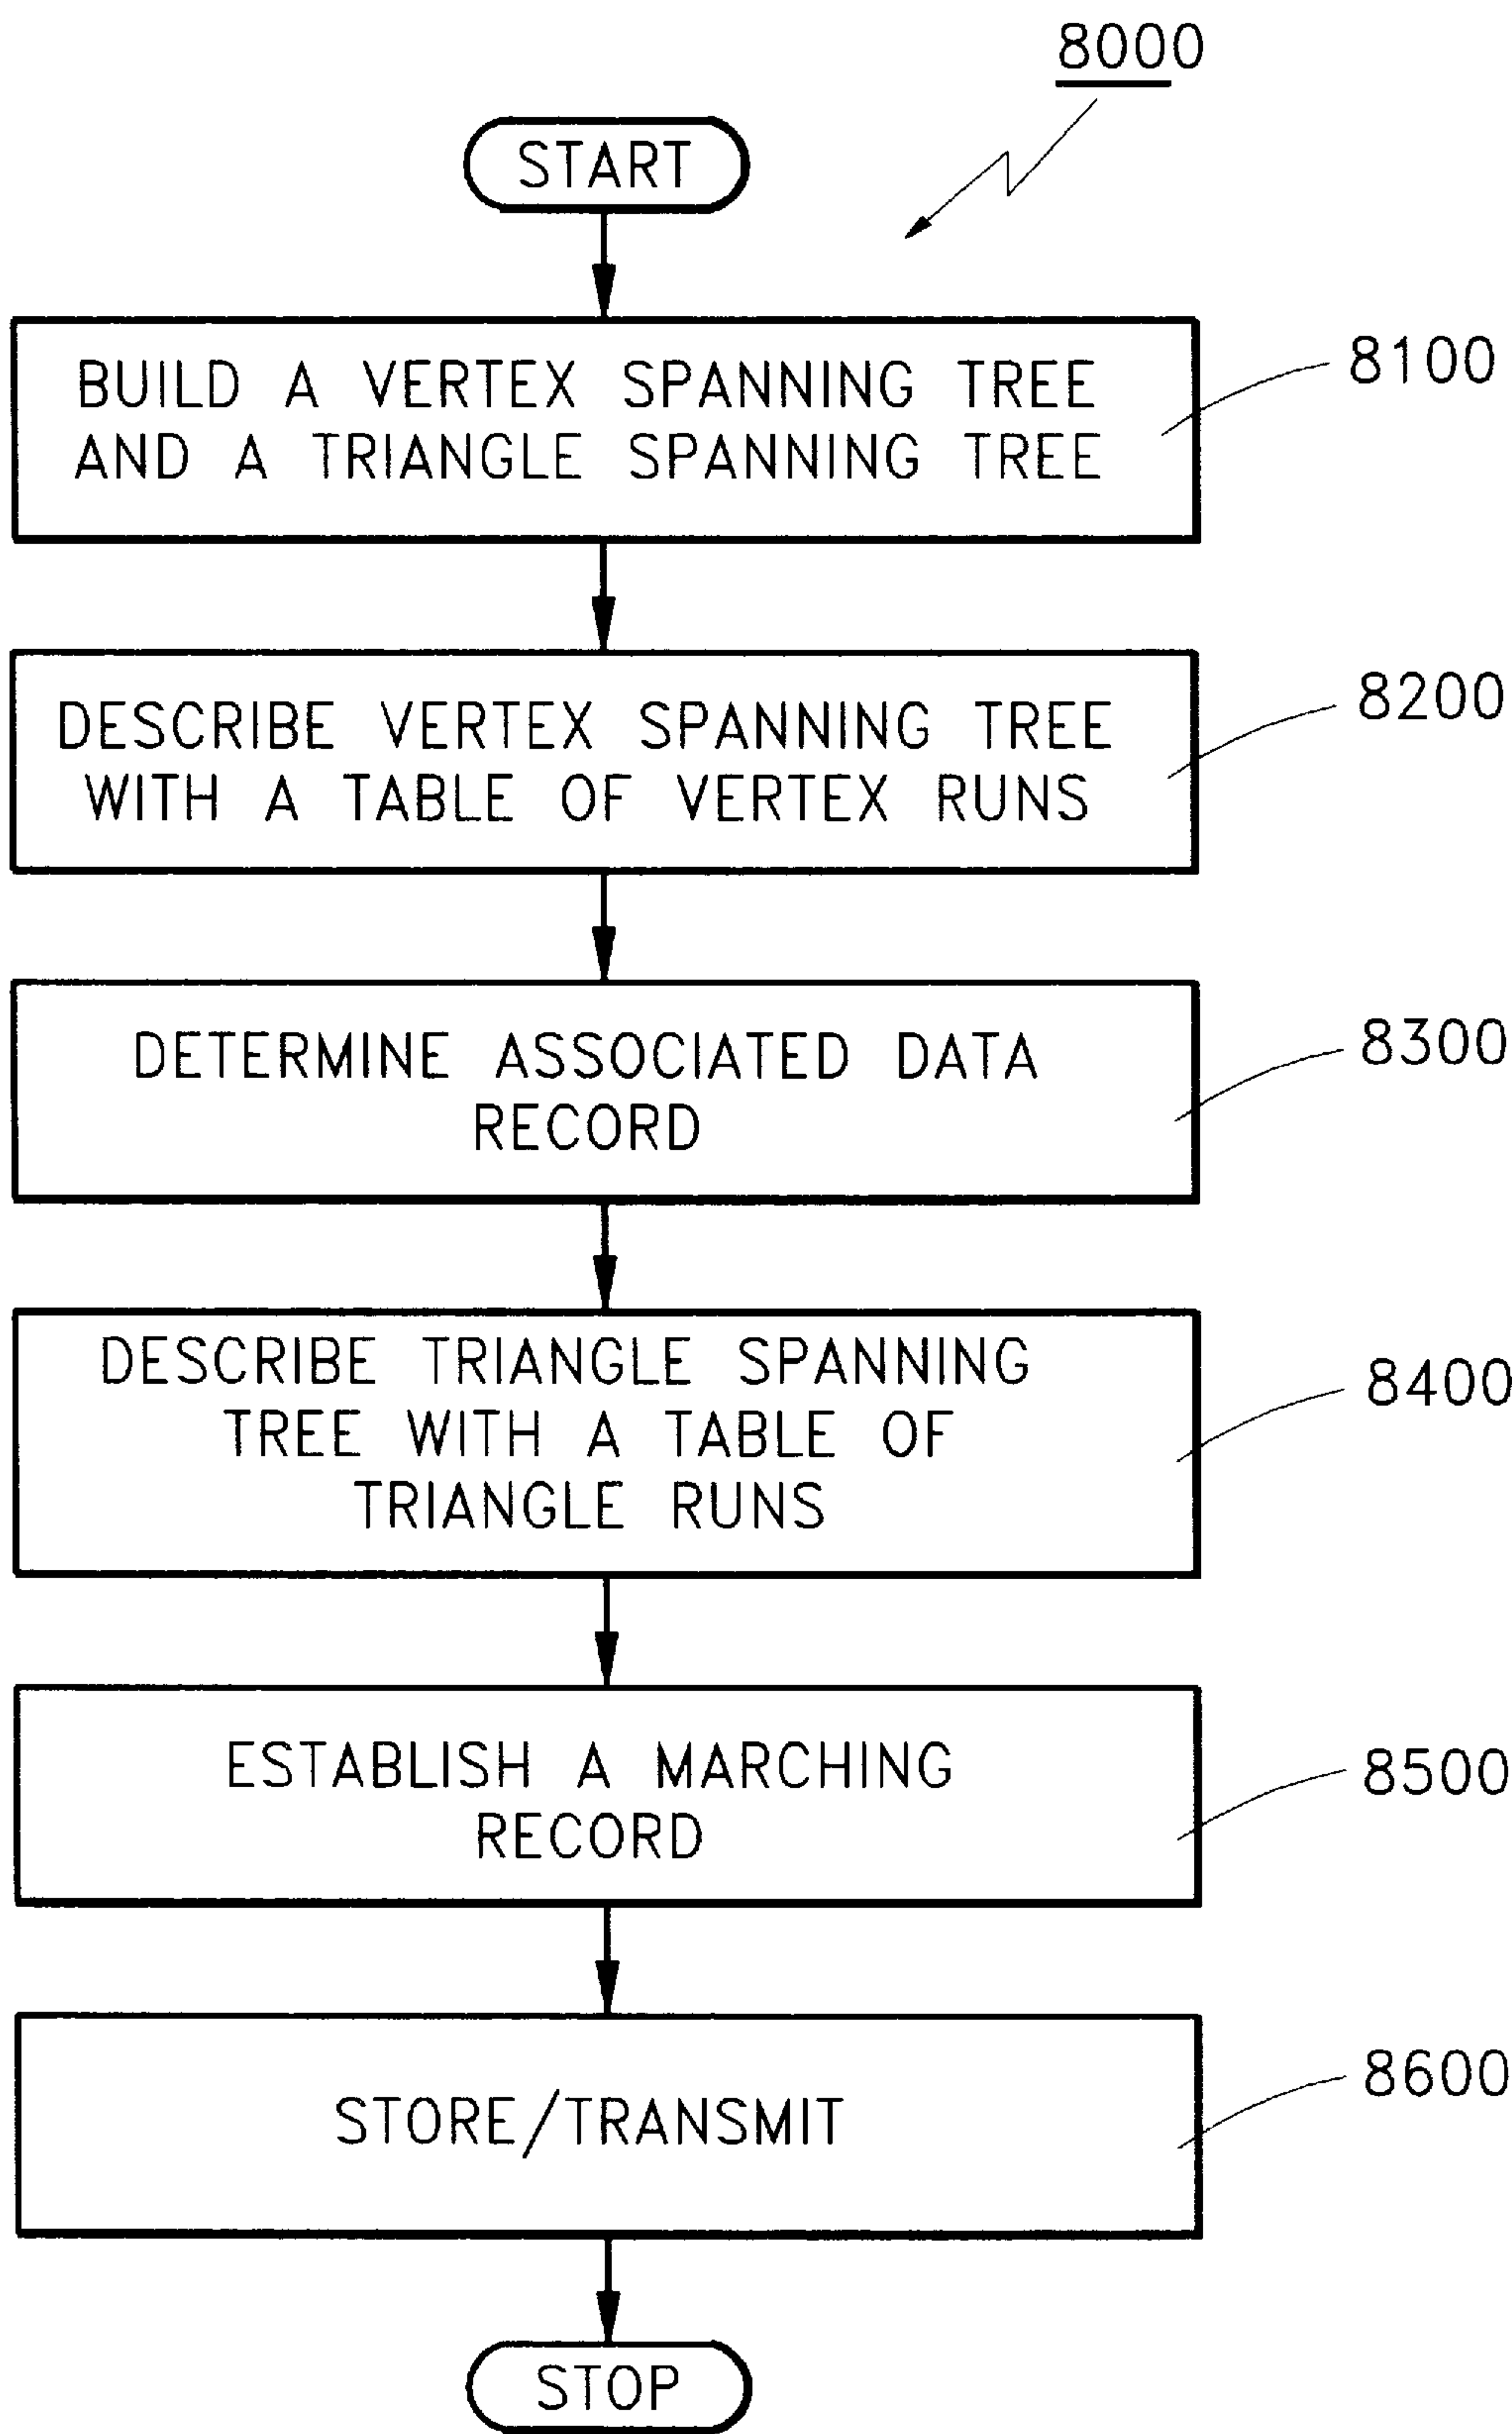 8000
START
BUILD A VERTEX SPANNING TREE
AND A TRIANGLE SPANNING TREE
8100
DESCRIBE VERTEX SPANNING TREE
WITH A TABLE OF VERTEX RUNS
8200
DETERMINE ASSOCIATED DATA
RECORD
8300
DESCRIBE TRIANGLE SPANNING
TREE WITH A TABLE OF
TRIANGLE RUNS
8400
ESTABLISH A MARCHING
RECORD
8500
STORE/TRANSMIT
8600
STOP